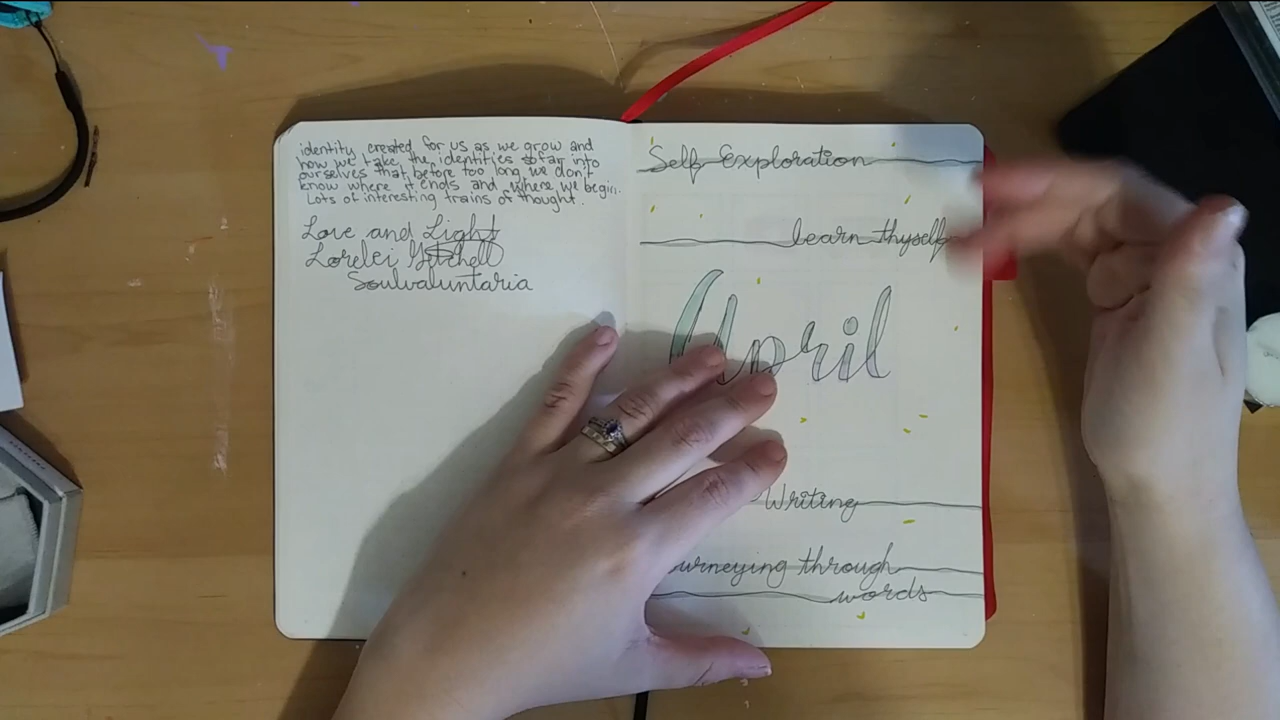 identity created for us as we grow and
how we take the identities so far into
ourselves that before too long we don't
know where it ends and where we begin.
Lots of interesting trains of thought.
Love and Light
Lorelei
Soulvaluntaria
Self Exploration
learn thyself
April
Writing
urneying through
words